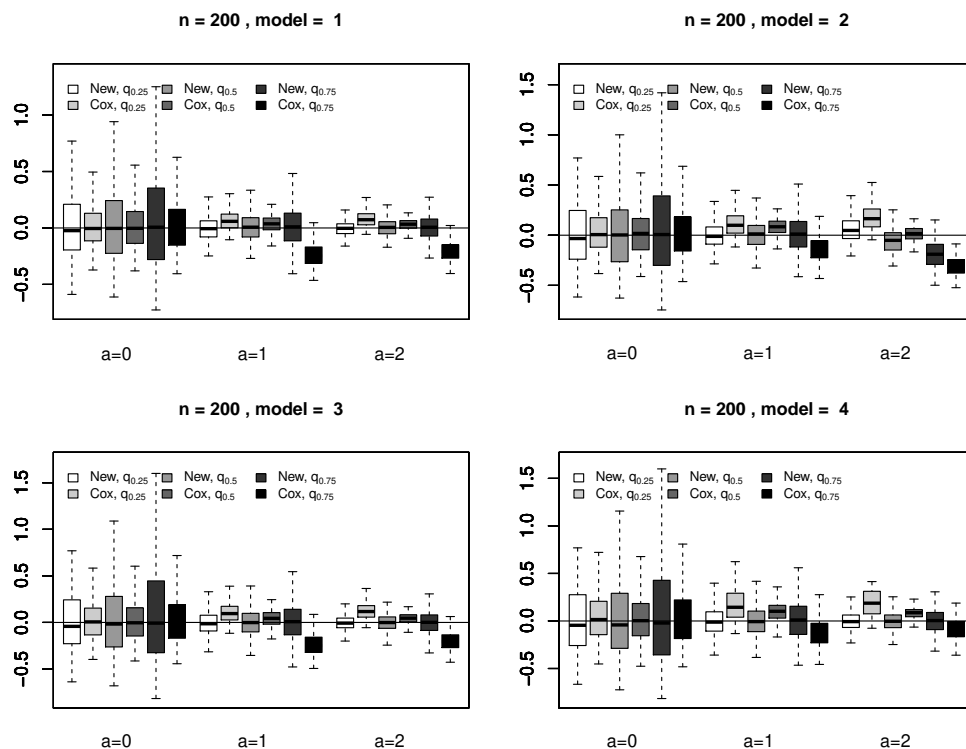 n = 200 , model = 1
New, q0.25 New, q0.5 New, q0.75
Cox, q0.25 Cox, q0.5 Cox, q0.75
1.0
0.5
0.0
−0.5
a=0 a=1 a=2
n = 200 , model = 2
New, q0.25 New, q0.5 New, q0.75
Cox, q0.25 Cox, q0.5 Cox, q0.75
1.5
1.0
0.5
0.0
−0.5
a=0 a=1 a=2
n = 200 , model = 3
New, q0.25 New, q0.5 New, q0.75
Cox, q0.25 Cox, q0.5 Cox, q0.75
1.5
1.0
0.5
0.0
−0.5
a=0 a=1 a=2
n = 200 , model = 4
New, q0.25 New, q0.5 New, q0.75
Cox, q0.25 Cox, q0.5 Cox, q0.75
1.5
1.0
0.5
0.0
−0.5
a=0 a=1 a=2